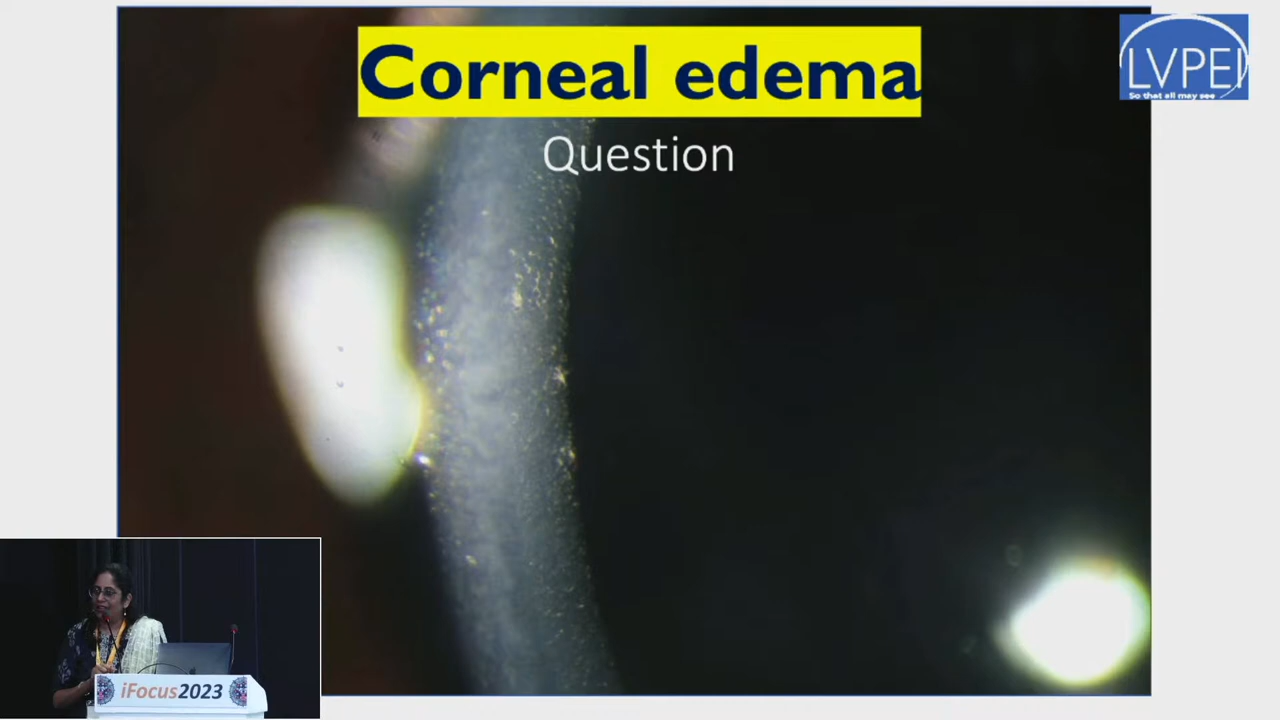 Corneal edema
Question
LVPEI
So that all may see
iFocus2023